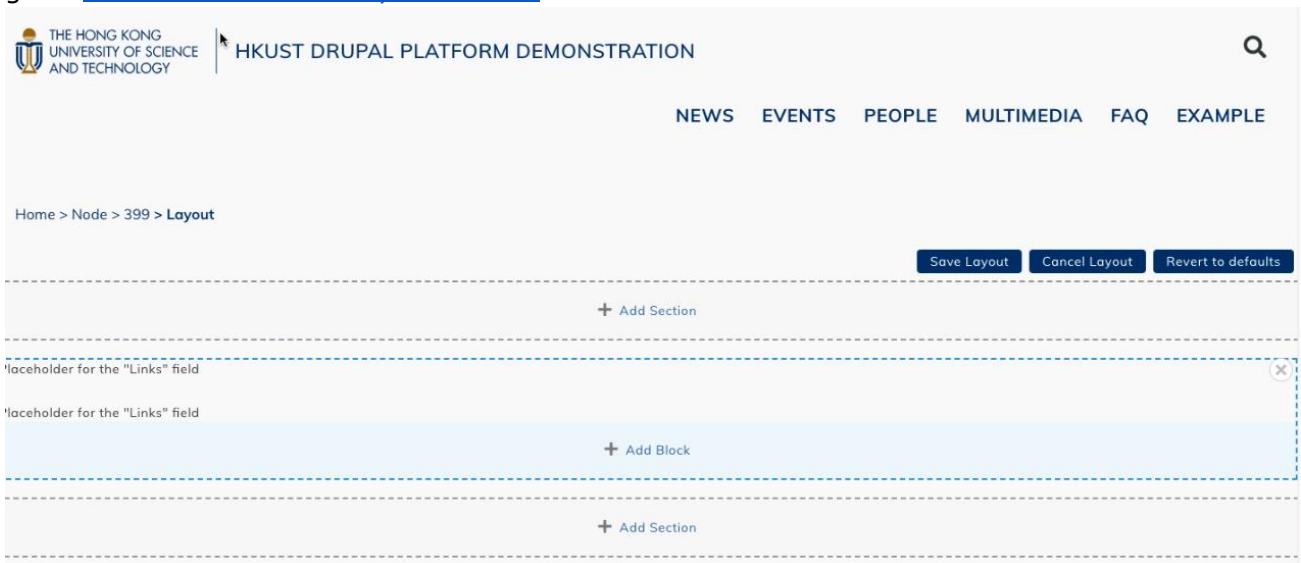 THE HONG KONG
UNIVERSITY OF SCIENCE
AND TECHNOLOGY
HKUST DRUPAL PLATFORM DEMONSTRATION
NEWS EVENTS PEOPLE MULTIMEDIA FAQ EXAMPLE
Home > Node > 399 > Layout
Save Layout Cancel Layout Revert to defaults
+ Add Section
Placeholder for the "Links" field
Placeholder for the "Links" field
+ Add Block
+ Add Section